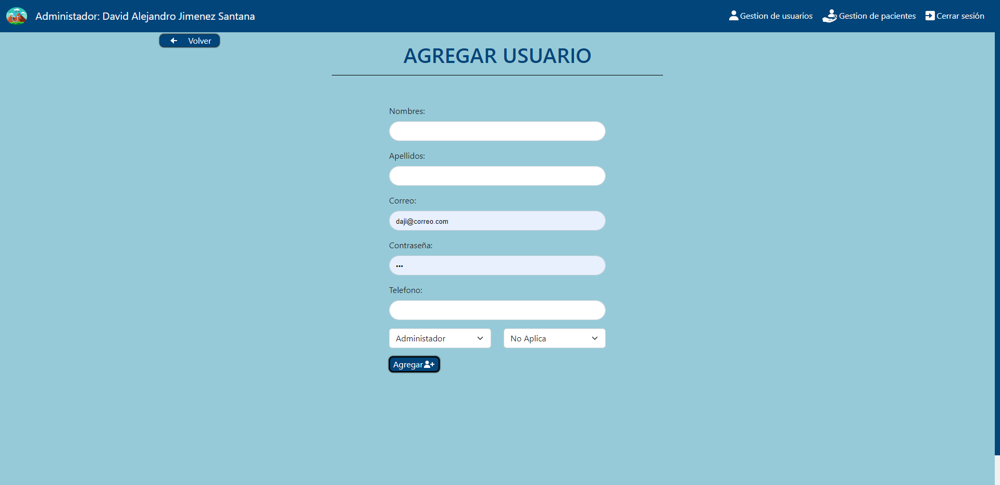 Administador: David Alejandro Jimenez Santana
Gestion de usuarios
Gestion de pacientes
Cerrar sesión
Volver
AGREGAR USUARIO
Nombres:
Apellidos:
Correo:
daji@correo.com
Contraseña:
•••
Telefono:
Administador
No Aplica
Agregar